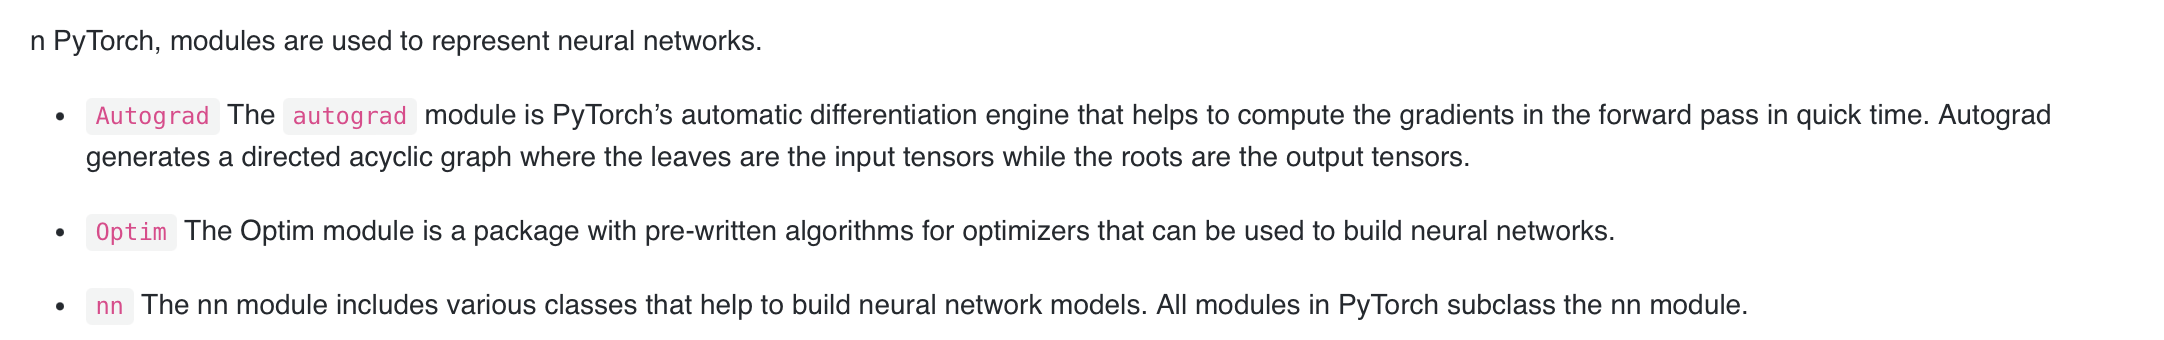 n PyTorch, modules are used to represent neural networks.
• Autograd The autograd module is PyTorch’s automatic differentiation engine that helps to compute the gradients in the forward pass in quick time. Autograd
generates a directed acyclic graph where the leaves are the input tensors while the roots are the output tensors.
• Optim The Optim module is a package with pre-written algorithms for optimizers that can be used to build neural networks.
• nn The nn module includes various classes that help to build neural network models. All modules in PyTorch subclass the nn module.